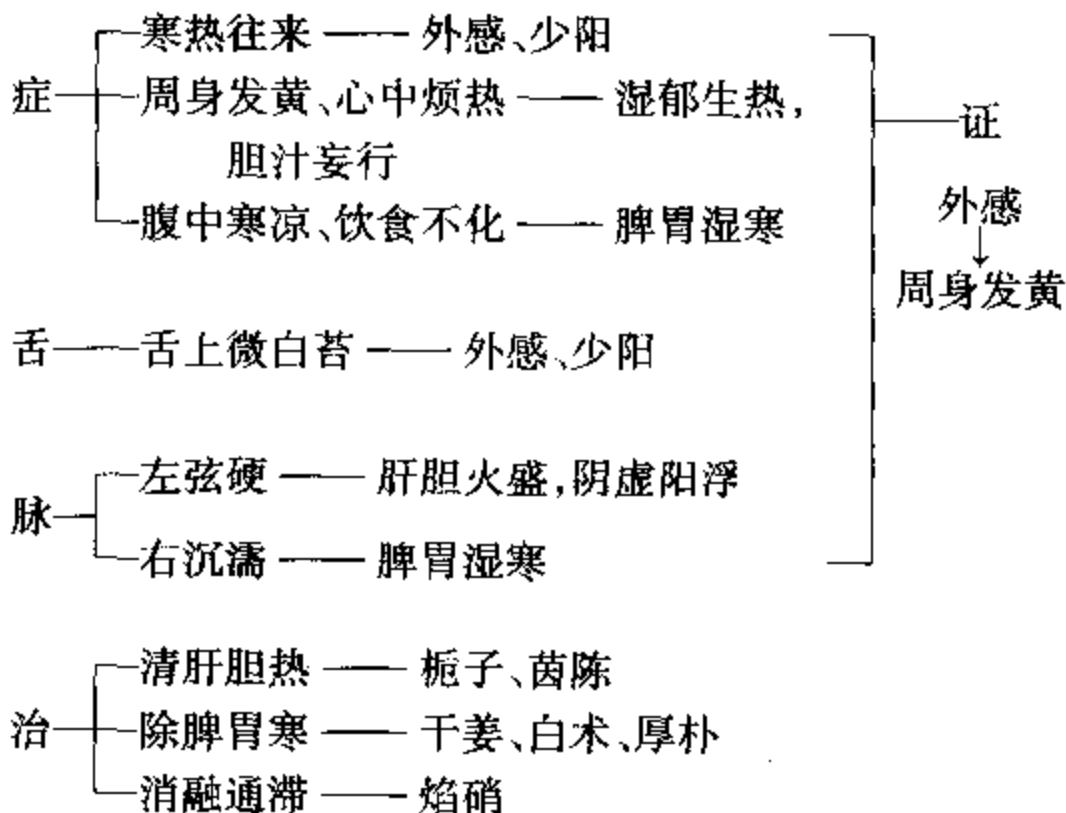 寒热往来 —— 外感、少阳
症 周身发黄、心中烦热 —— 湿郁生热， 证
胆汁妄行
腹中寒凉、饮食不化 —— 脾胃湿寒 外感
↓
周身发黄
舌——舌上微白苔 —— 外感、少阳
左弦硬 —— 肝胆火盛，阴虚阳浮
脉
右沉濡 —— 脾胃湿寒
清肝胆热 —— 栀子、茵陈
治 除脾胃寒 —— 干姜、白术、厚朴
消融通滞 —— 焰硝